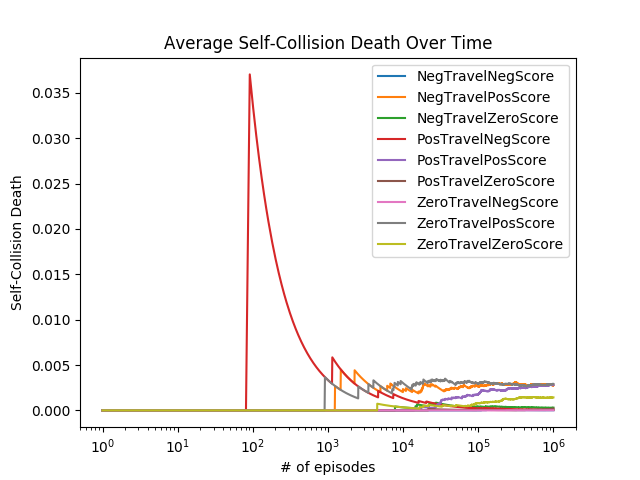 Average Self-Collision Death Over Time
NegTravelNegScore
NegTravelPosScore
NegTravelZeroScore
PosTravelNegScore
PosTravelPosScore
PosTravelZeroScore
ZeroTravelNegScore
ZeroTravelPosScore
ZeroTravelZeroScore
Self-Collision Death
0.035
0.030
0.025
0.020
0.015
0.010
0.005
0.000
10⁰ 10¹ 10² 10³ 10⁴ 10⁵ 10⁶
# of episodes